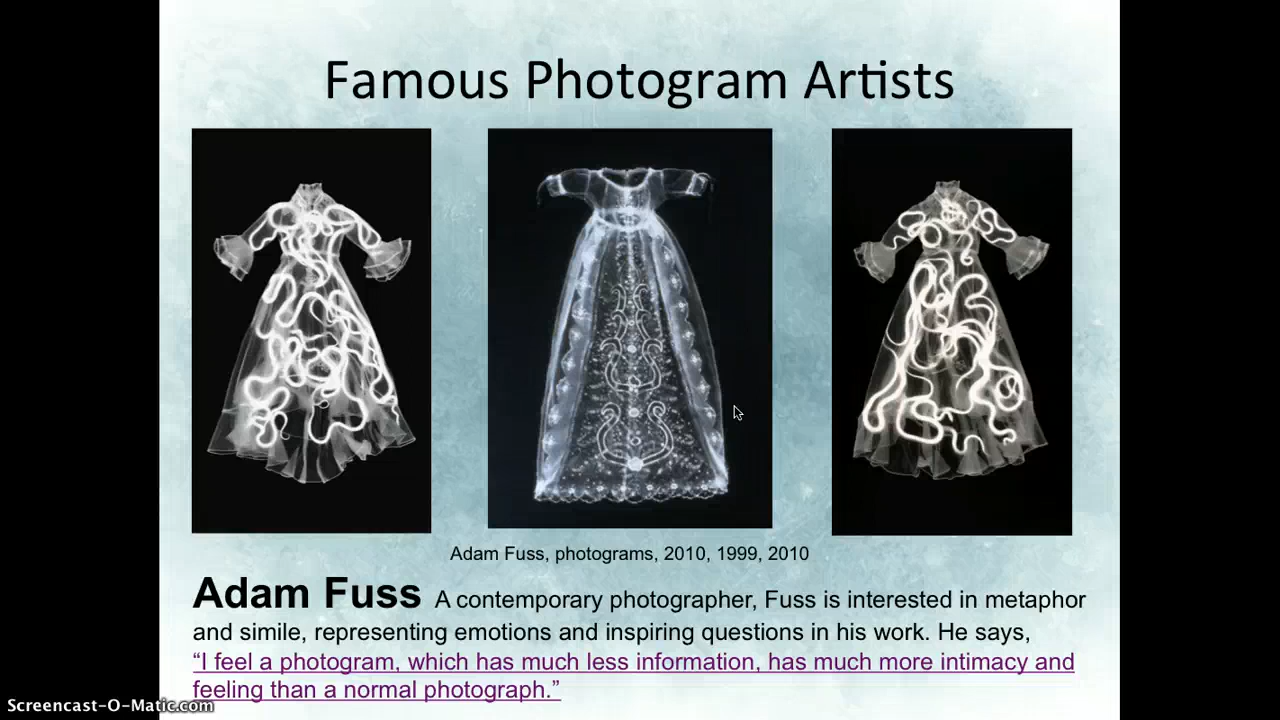 Famous Photogram Artists
Adam Fuss, photograms, 2010, 1999, 2010
Adam Fuss A contemporary photographer, Fuss is interested in metaphor
and simile, representing emotions and inspiring questions in his work. He says,
“I feel a photogram, which has much less information, has much more intimacy and
feeling than a normal photograph.”
Screencast-O-Matic.com